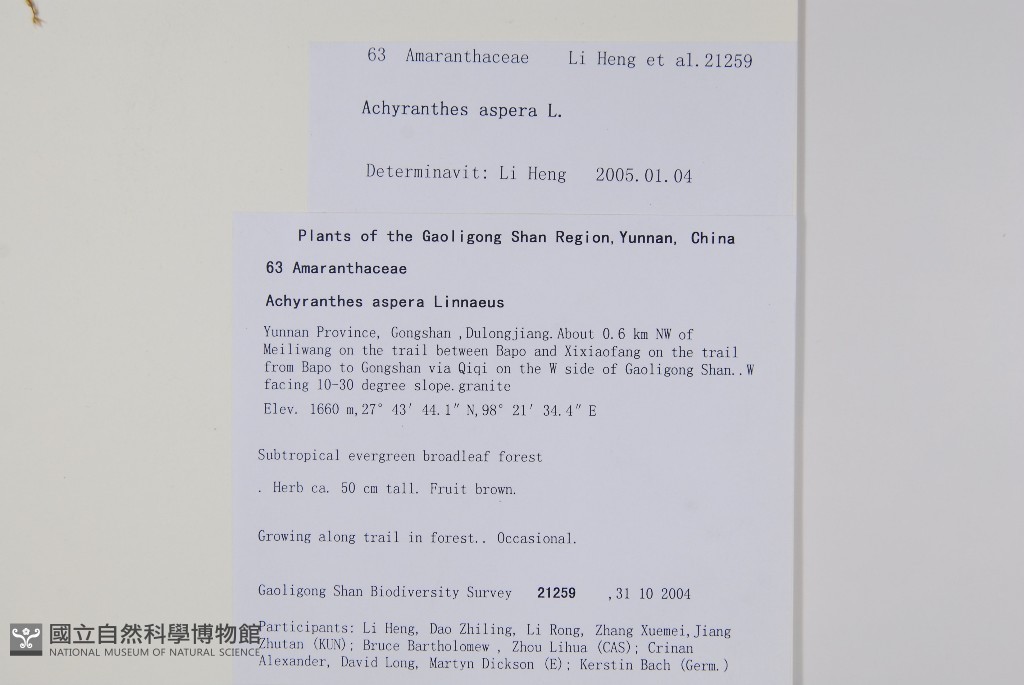 63 Amaranthaceae Li Heng et al.21259
Achyranthes aspera L.
Determinavit: Li Heng 2005.01.04
Plants of the Gaoligong Shan Region,Yunnan, China
63 Amaranthaceae
Achyranthes aspera Linnaeus
Yunnan Province, Gongshan ,Dulongjiang.About 0.6 km NW of
Meiliwang on the trail between Bapo and Xixiaofang on the trail
from Bapo to Gongshan via Qiqi on the W side of Gaoligong Shan..W
facing 10-30 degree slope.granite
Elev. 1660 m,27° 43′ 44.1″ N,98° 21′ 34.4″ E
Subtropical evergreen broadleaf forest
. Herb ca. 50 cm tall. Fruit brown.
Growing along trail in forest.. Occasional.
Gaoligong Shan Biodiversity Survey 21259 ,31 10 2004
Participants: Li Heng, Dao Zhiling, Li Rong, Zhang Xuemei,Jiang
Zhutan (KUN); Bruce Bartholomew , Zhou Lihua (CAS); Crinan
Alexander, David Long, Martyn Dickson (E); Kerstin Bach (Germ.)
國立自然科學博物館
NATIONAL MUSEUM OF NATURAL SCIENCE